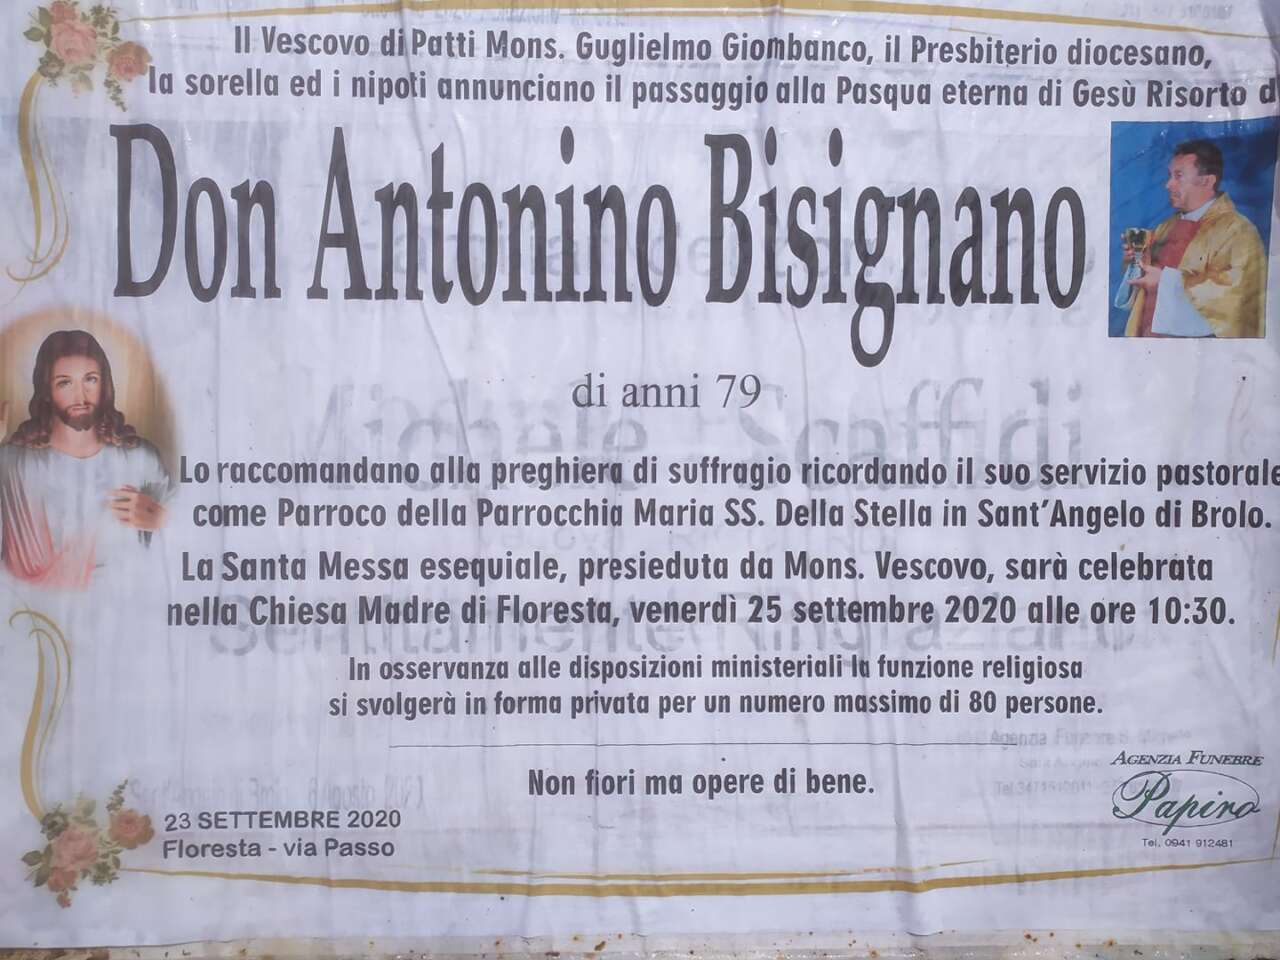 Il Vescovo di Patti Mons. Guglielmo Giombanco, il Presbiterio diocesano,
la sorella ed i nipoti annunciano il passaggio alla Pasqua eterna di Gesù Risorto d
Don Antonino Bisignano
di anni 79
Lo raccomandano alla preghiera di suffragio ricordando il suo servizio pastorale
come Parroco della Parrocchia Maria SS. Della Stella in Sant'Angelo di Brolo.
La Santa Messa esequiale, presieduta da Mons. Vescovo, sarà celebrata
nella Chiesa Madre di Floresta, venerdì 25 settembre 2020 alle ore 10:30.
In osservanza alle disposizioni ministeriali la funzione religiosa
si svolgerà in forma privata per un numero massimo di 80 persone.
Non fiori ma opere di bene.
23 SETTEMBRE 2020
Floresta - via Passo
AGENZIA FUNEBRE
Papiro
Tel. 0941 912481
Michele Scaffidi